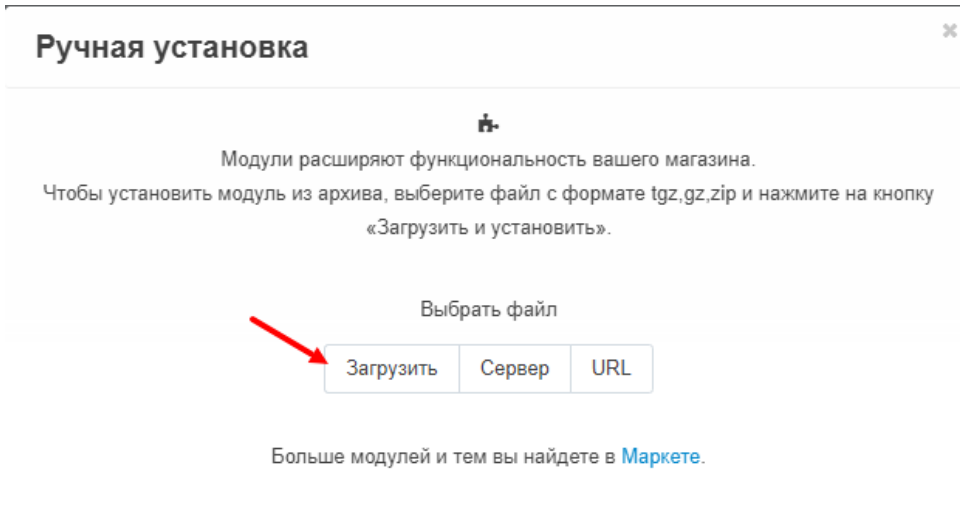 Ручная установка
Модули расширяют функциональность вашего магазина.
Чтобы установить модуль из архива, выберите файл с формате tgz,gz,zip и нажмите на кнопку
«Загрузить и установить».
Выбрать файл
Загрузить Сервер URL
Больше модулей и тем вы найдете в Маркете.